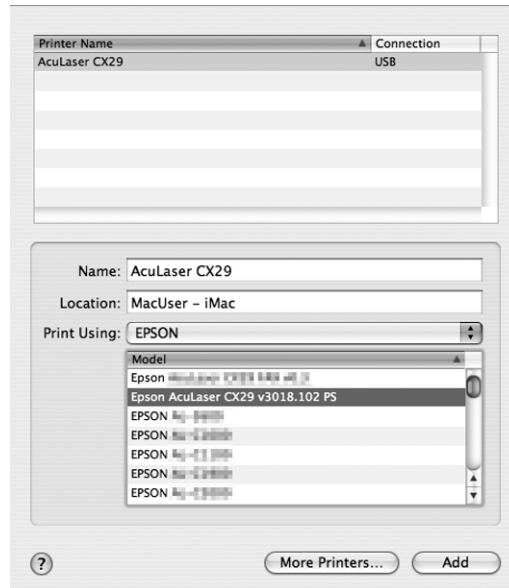 Printer Name Connection
AcuLaser CX29 USB
Name: AcuLaser CX29
Location: MacUser – iMac
Print Using: EPSON
Model
Epson
Epson AcuLaser CX29 v3018.102 PS
EPSON
EPSON
EPSON
EPSON
EPSON
? More Printers... Add